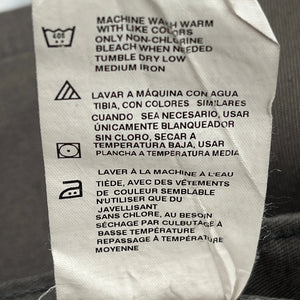 MACHINE WASH WARM
WITH LIKE COLORS
ONLY NON-CHLORINE
BLEACH WHEN NEEDED
TUMBLE DRY LOW
MEDIUM IRON
LAVAR A MÁQUINA CON AGUA
TIBIA, CON COLORES SIMILARES
CUANDO SEA NECESARIO, USAR
ÚNICAMENTE BLANQUEADOR
SIN CLORO, SECAR A
TEMPERATURA BAJA, USAR
PLANCHA A TEMPERATURA MEDIA
LAVER À LA MACHINE À L'EAU
TIÈDE, AVEC DES VÊTEMENTS
DE COULEUR SEMBLABLE
N'UTILISER QUE DU
JAVELLISANT
SANS CHLORE, AU BESOIN
SÉCHAGE PAR CULBUTAGE À
BASSE TEMPÉRATURE
REPASSAGE À TEMPÉRATURE
MOYENNE